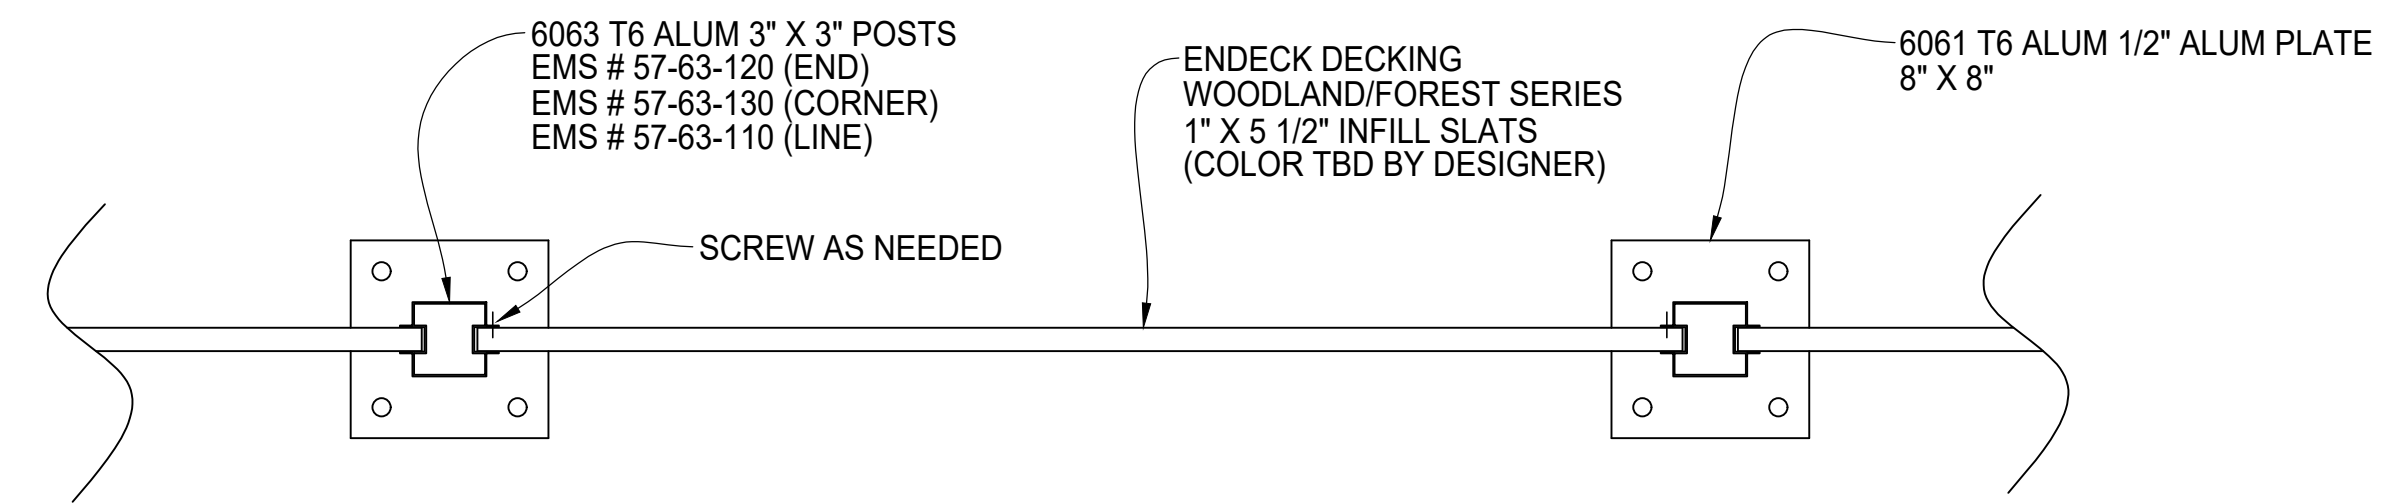 6063 T6 ALUM 3" X 3" POSTS
EMS # 57-63-120 (END)
EMS # 57-63-130 (CORNER)
EMS # 57-63-110 (LINE)
ENDECK DECKING
WOODLAND/FOREST SERIES
1" X 5 1/2" INFILL SLATS
(COLOR TBD BY DESIGNER)
6061 T6 ALUM 1/2" ALUM PLATE
8" X 8"
SCREW AS NEEDED